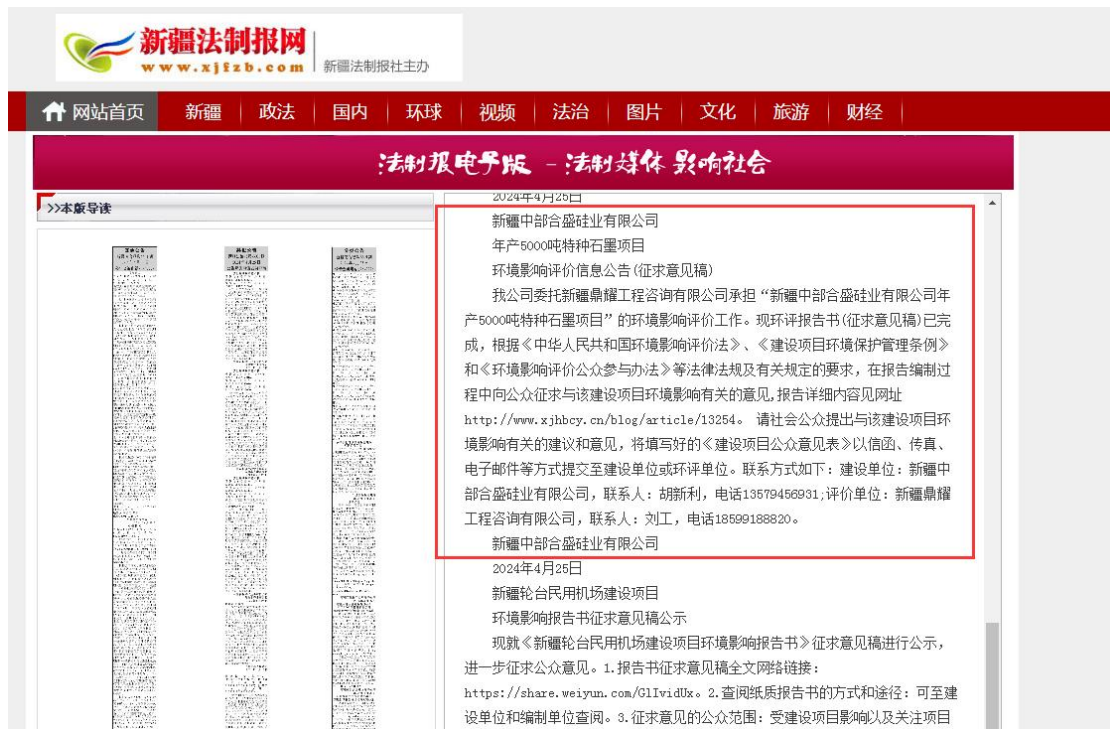 新疆法制报网
www.xjfzb.com
新疆法制报社主办
网站首页 新疆 政法 国内 环球 视频 法治 图片 文化 旅游 财经
法制报电子版 - 法制媒体 影响社会
>>本版导读
2024年4月25日
新疆中部合盛硅业有限公司
年产5000吨特种石墨项目
环境影响评价信息公告(征求意见稿)
我公司委托新疆鼎耀工程咨询有限公司承担“新疆中部合盛硅业有限公司年
产5000吨特种石墨项目”的环境影响评价工作。现环评报告书(征求意见稿)已完
成，根据《中华人民共和国环境影响评价法》、《建设项目环境保护管理条例》
和《环境影响评价公众参与办法》等法律法规及有关规定的要求，在报告编制过
程中向公众征求与该建设项目环境影响有关的意见,报告详细内容见网址
http://www.xjhbcy.cn/blog/article/13254。 请社会公众提出与该建设项目环
境影响有关的建议和意见，将填写好的《建设项目公众意见表》以信函、传真、
电子邮件等方式提交至建设单位或环评单位。联系方式如下：建设单位：新疆中
部合盛硅业有限公司，联系人：胡新利，电话13579456931;评价单位：新疆鼎耀
工程咨询有限公司，联系人：刘工，电话18599188820。
新疆中部合盛硅业有限公司
2024年4月25日
新疆轮台民用机场建设项目
环境影响报告书征求意见稿公示
现就《新疆轮台民用机场建设项目环境影响报告书》征求意见稿进行公示，
进一步征求公众意见。1.报告书征求意见稿全文网络链接：
https://share.weiyun.com/GlIvidUx。2.查阅纸质报告书的方式和途径：可至建
设单位和编制单位查阅。3.征求意见的公众范围：受建设项目影响以及关注项目